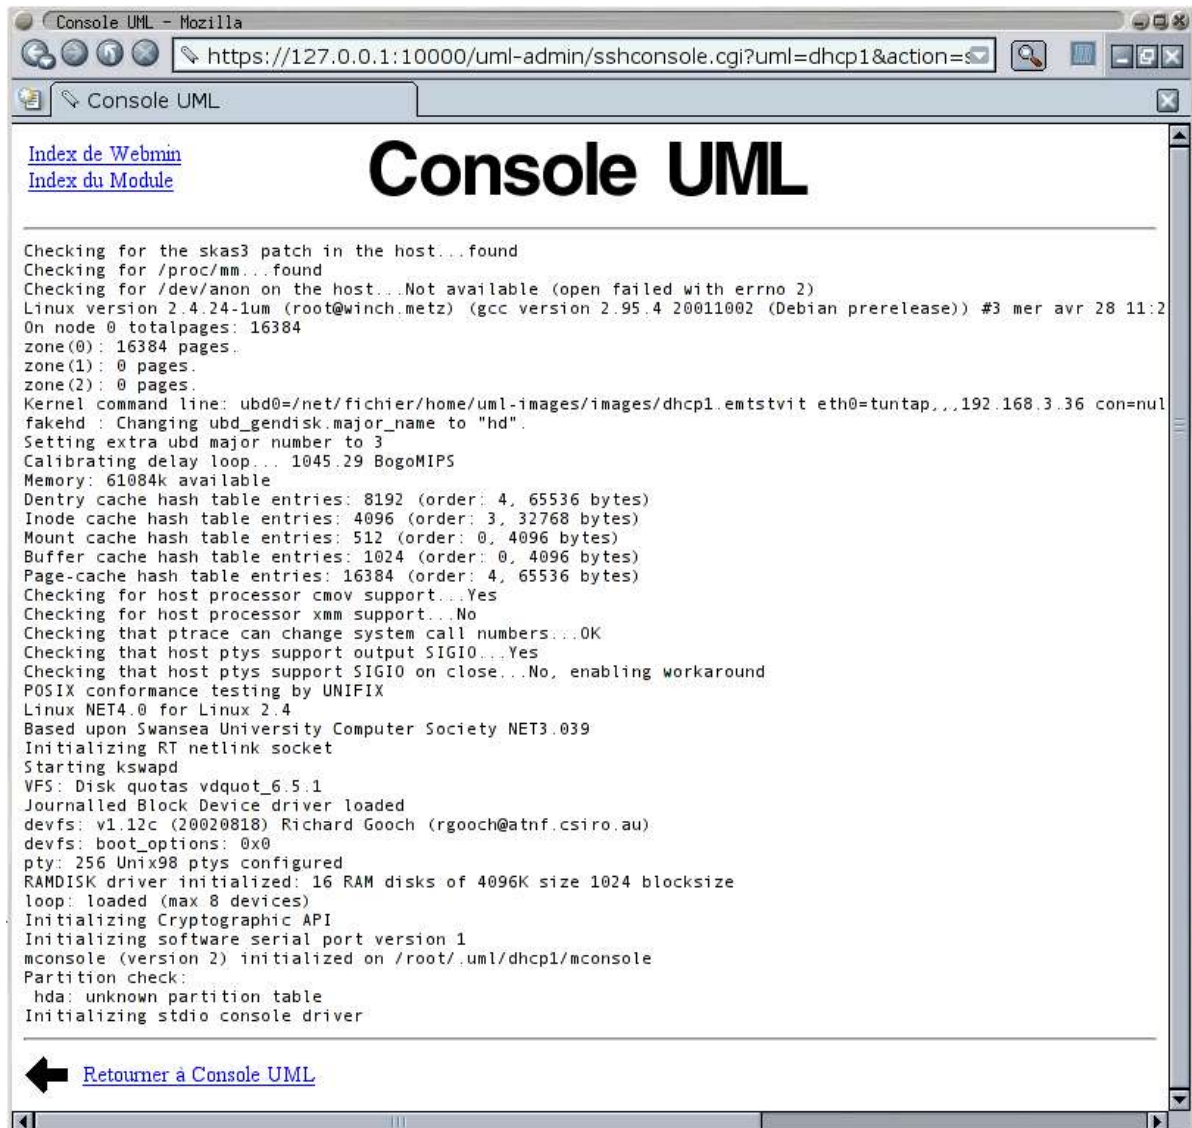 Console UML - Mozilla
https://127.0.0.1:10000/uml-admin/sshconsole.cgi?uml=dhcp1&action=s
Console UML
Index de Webmin
Index du Module
Console UML
Checking for the skas3 patch in the host...found
Checking for /proc/mm...found
Checking for /dev/anon on the host...Not available (open failed with errno 2)
Linux version 2.4.24-1um (root@winch.metz) (gcc version 2.95.4 20011002 (Debian prerelease)) #3 mer avr 28 11:2
On node 0 totalpages: 16384
zone(0): 16384 pages.
zone(1): 0 pages.
zone(2): 0 pages.
Kernel command line: ubd0=/net/fichier/home/uml-images/images/dhcp1.emtstvit eth0=tuntap,,,192.168.3.36 con=nul
fakehd : Changing ubd_gendisk.major_name to "hd".
Setting extra ubd major number to 3
Calibrating delay loop... 1045.29 BogoMIPS
Memory: 61084k available
Dentry cache hash table entries: 8192 (order: 4, 65536 bytes)
Inode cache hash table entries: 4096 (order: 3, 32768 bytes)
Mount cache hash table entries: 512 (order: 0, 4096 bytes)
Buffer cache hash table entries: 1024 (order: 0, 4096 bytes)
Page-cache hash table entries: 16384 (order: 4, 65536 bytes)
Checking for host processor cmov support...Yes
Checking for host processor xmm support...No
Checking that ptrace can change system call numbers...OK
Checking that host ptys support output SIGIO...Yes
Checking that host ptys support SIGIO on close...No, enabling workaround
POSIX conformance testing by UNIFIX
Linux NET4.0 for Linux 2.4
Based upon Swansea University Computer Society NET3.039
Initializing RT netlink socket
Starting kswapd
VFS: Disk quotas vdquot_6.5.1
Journalled Block Device driver loaded
devfs: v1.12c (20020818) Richard Gooch (rgooch@atnf.csiro.au)
devfs: boot_options: 0x0
pty: 256 Unix98 ptys configured
RAMDISK driver initialized: 16 RAM disks of 4096K size 1024 blocksize
loop: loaded (max 8 devices)
Initializing Cryptographic API
Initializing software serial port version 1
mconsole (version 2) initialized on /root/.uml/dhcp1/mconsole
Partition check:
hda: unknown partition table
Initializing stdio console driver
Retourner à Console UML